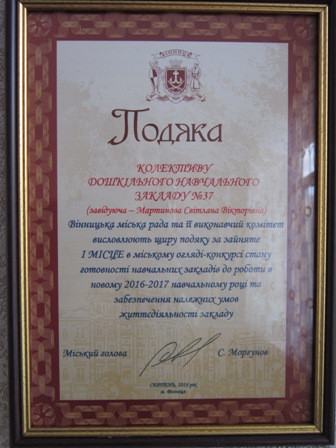 ВІННИЦЯ
Подяка
КОЛЕКТИВУ
ДОШКІЛЬНОГО НАВЧАЛЬНОГО
ЗАКЛАДУ №37
(завідуюча – Мартинова Світлана Вікторівна)
Вінницька міська рада та її виконавчий комітет
висловлюють щиру подяку за зайняте
І МІСЦЕ в міському огляді-конкурсі стану
готовності навчальних закладів до роботи в
новому 2016-2017 навчальному році та
забезпечення належних умов
життєдіяльності закладу
Міський голова С. Моргунов
СЕРПЕНЬ, 2016 рік
м. Вінниця